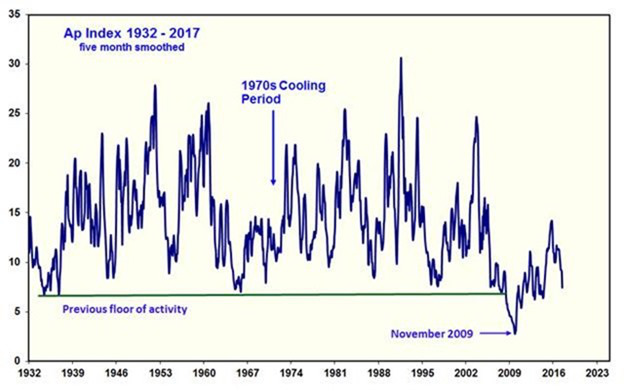 Ap Index 1932 - 2017
five month smoothed
1970s Cooling
Period
Previous floor of activity
November 2009
35
30
25
20
15
10
5
0
1932 1939 1946 1953 1960 1967 1974 1981 1988 1995 2002 2009 2016 2023